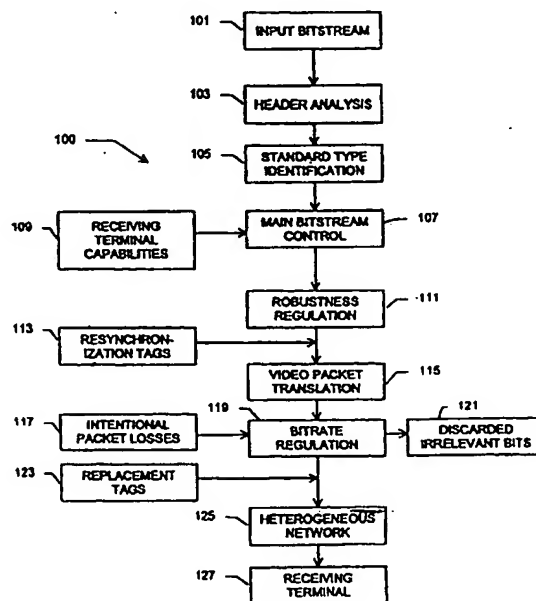 101
INPUT BITSTREAM
103
HEADER ANALYSIS
100
105
STANDARD TYPE
IDENTIFICATION
109
RECEIVING
TERMINAL
CAPABILITIES
MAIN BITSTREAM
CONTROL
107
ROBUSTNESS
REGULATION
111
113
RESYNCHRON-
IZATION TAGS
VIDEO PACKET
TRANSLATION
115
117
INTENTIONAL
PACKET LOSSES
119
BITRATE
REGULATION
121
DISCARDED
IRRELEVANT BITS
123
REPLACEMENT
TAGS
125
HETEROGENEOUS
NETWORK
127
RECEIVING
TERMINAL